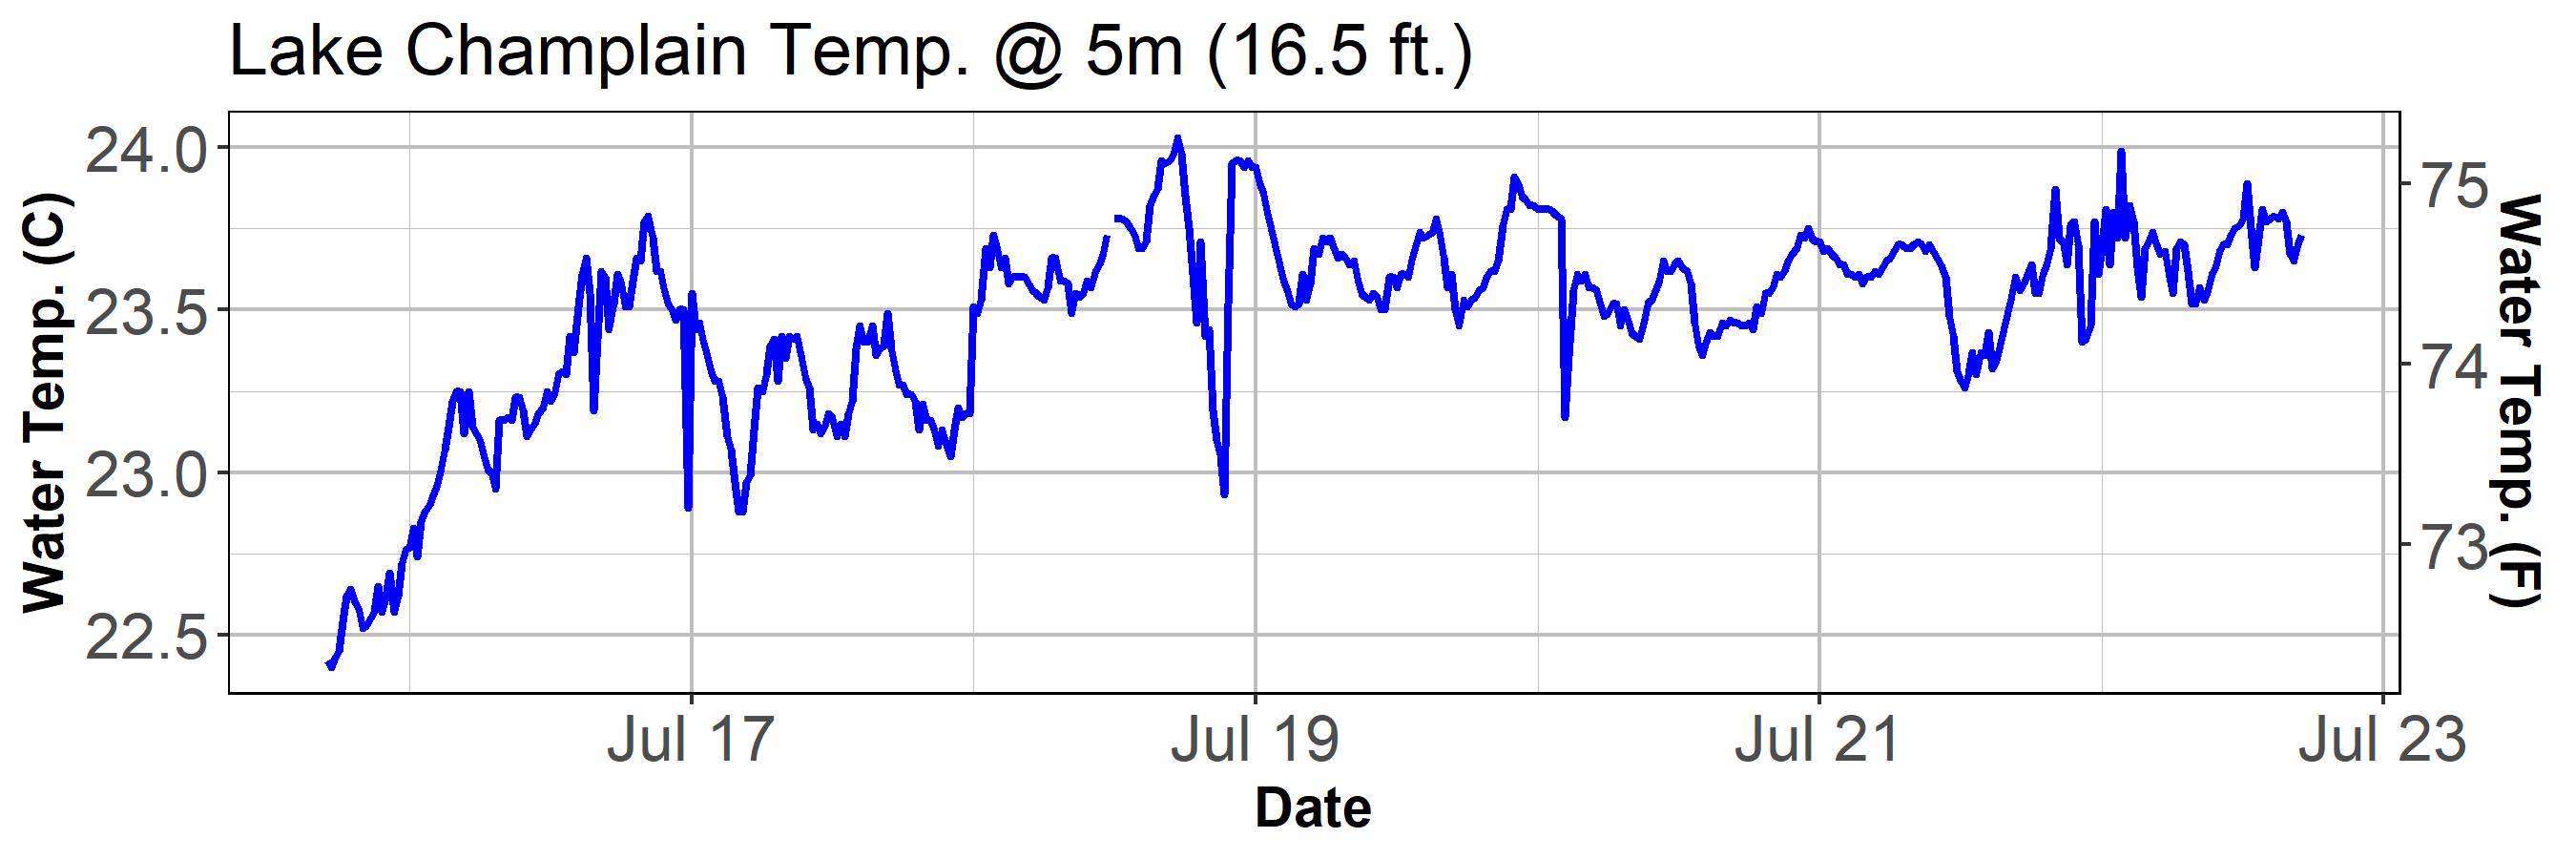 Lake Champlain Temp. @ 5m (16.5 ft.)
Water Temp. (C)
24.0
23.5
23.0
22.5
75
74
73
Water Temp. (F)
Jul 17 Jul 19 Jul 21 Jul 23
Date